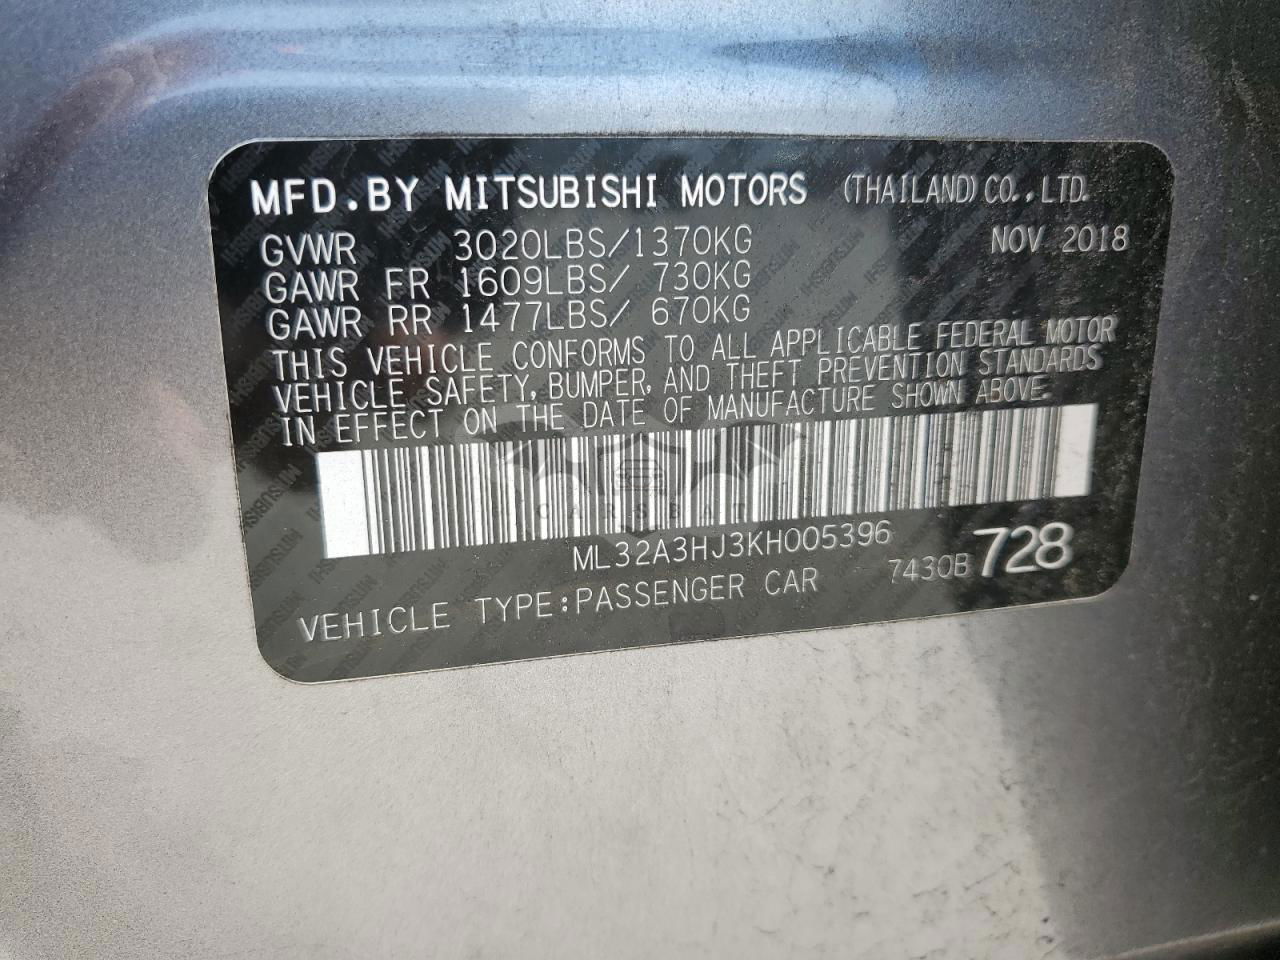 MFD.BY MITSUBISHI MOTORS (THAILAND) CO.,LTD.
GVWR 3020LBS/1370KG NOV 2018
GAWR FR 1609LBS/ 730KG
GAWR RR 1477LBS/ 670KG
THIS VEHICLE CONFORMS TO ALL APPLICABLE FEDERAL MOTOR
VEHICLE SAFETY, BUMPER, AND THEFT PREVENTION STANDARDS
IN EFFECT ON THE DATE OF MANUFACTURE SHOWN ABOVE.
CARSBAT
ML32A3HJ3KH005396
7430B 728
VEHICLE TYPE:PASSENGER CAR